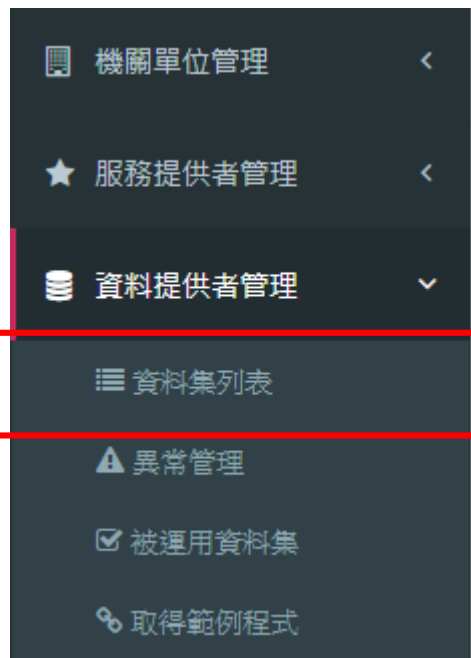 機關單位管理
服務提供者管理
資料提供者管理
資料集列表
異常管理
被運用資料集
取得範例程式